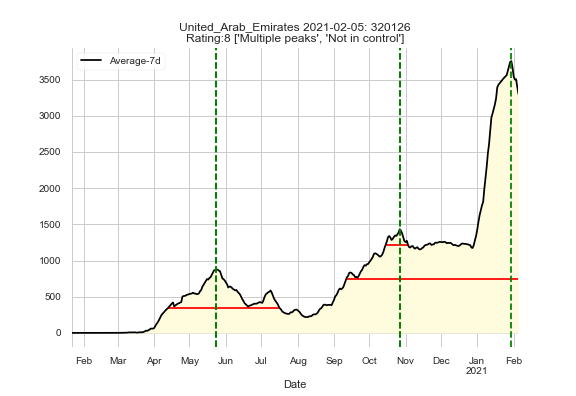 United_Arab_Emirates 2021-02-05: 320126
Rating:8 ['Multiple peaks', 'Not in control']
Average-7d
3500
3000
2500
2000
1500
1000
500
0
Feb Mar Apr May Jun Jul Aug Sep Oct Nov Dec Jan Feb
2021
Date